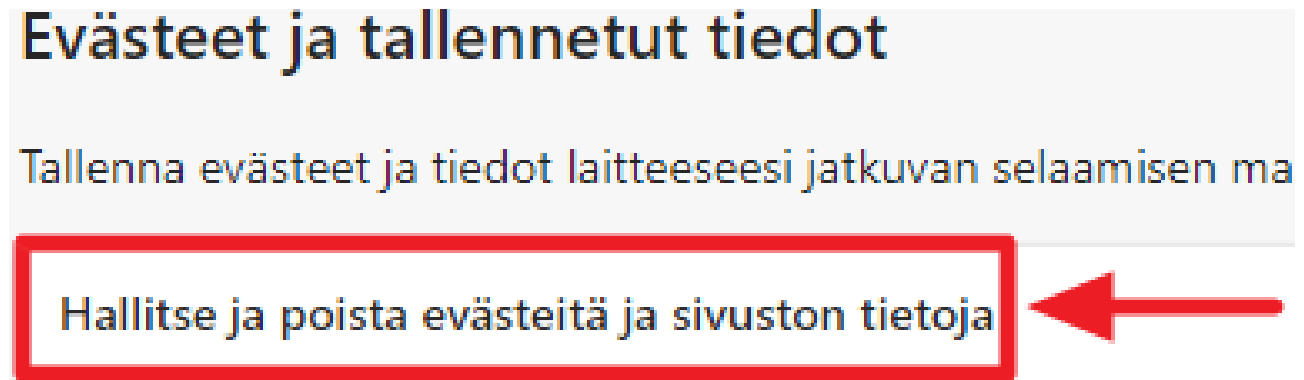 Evästeet ja tallennetut tiedot
Tallenna evästeet ja tiedot laitteeseesi jatkuvan selaamisen ma
Hallitse ja poista evästeitä ja sivuston tietoja